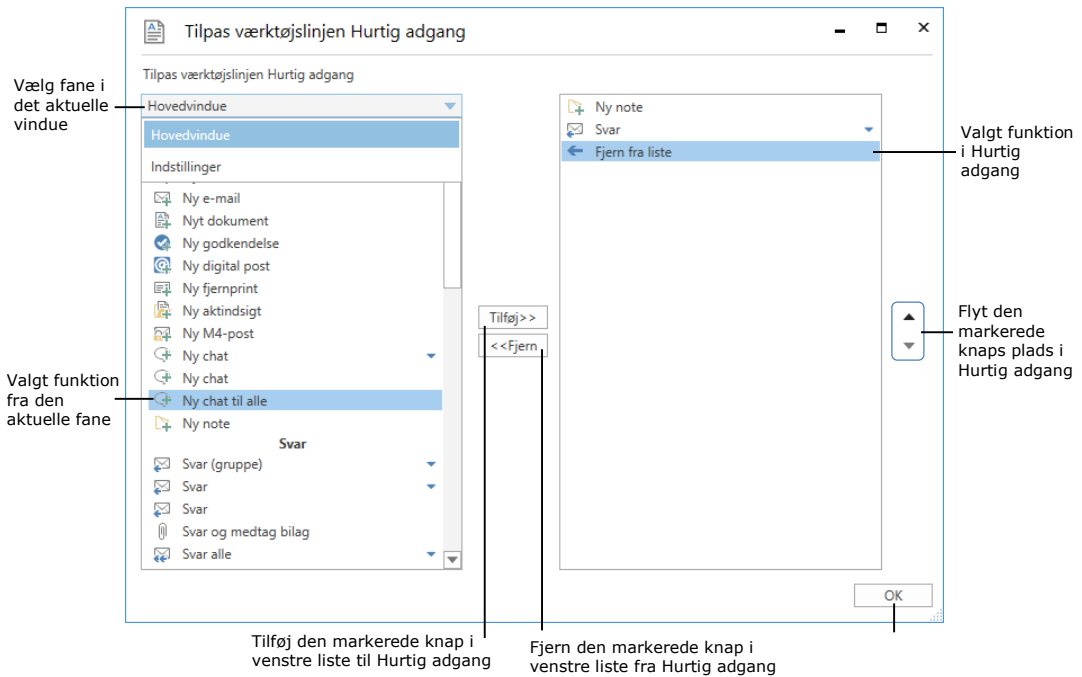 Tilpas værktøjslinjen Hurtig adgang
Tilpas værktøjslinjen Hurtig adgang
Vælg fane i
det aktuelle
vindue
Hovedvindue
Hovedvindue
Indstillinger
Ny e-mail
Nyt dokument
Ny godkendelse
Ny digital post
Ny fjernprint
Ny aktindsigt
Ny M4-post
Ny chat
Ny chat
Ny chat til alle
Ny note
Svar
Svar (gruppe)
Svar
Svar
Svar og medtag bilag
Svar alle
Valgt funktion
fra den
aktuelle fane
Tilføj>>
<<Fjern
Ny note
Svar
Fjern fra liste
Valgt funktion
i Hurtig
adgang
Flyt den
markerede
knaps plads i
Hurtig adgang
OK
Tilføj den markerede knap i
venstre liste til Hurtig adgang
Fjern den markerede knap i
venstre liste fra Hurtig adgang